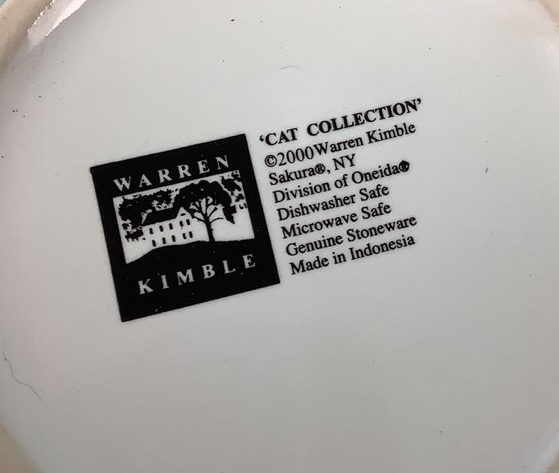 WARREN
KIMBLE
‘CAT COLLECTION’
©2000Warren Kimble
Sakura®, NY
Division of Oneida®
Dishwasher Safe
Microwave Safe
Genuine Stoneware
Made in Indonesia